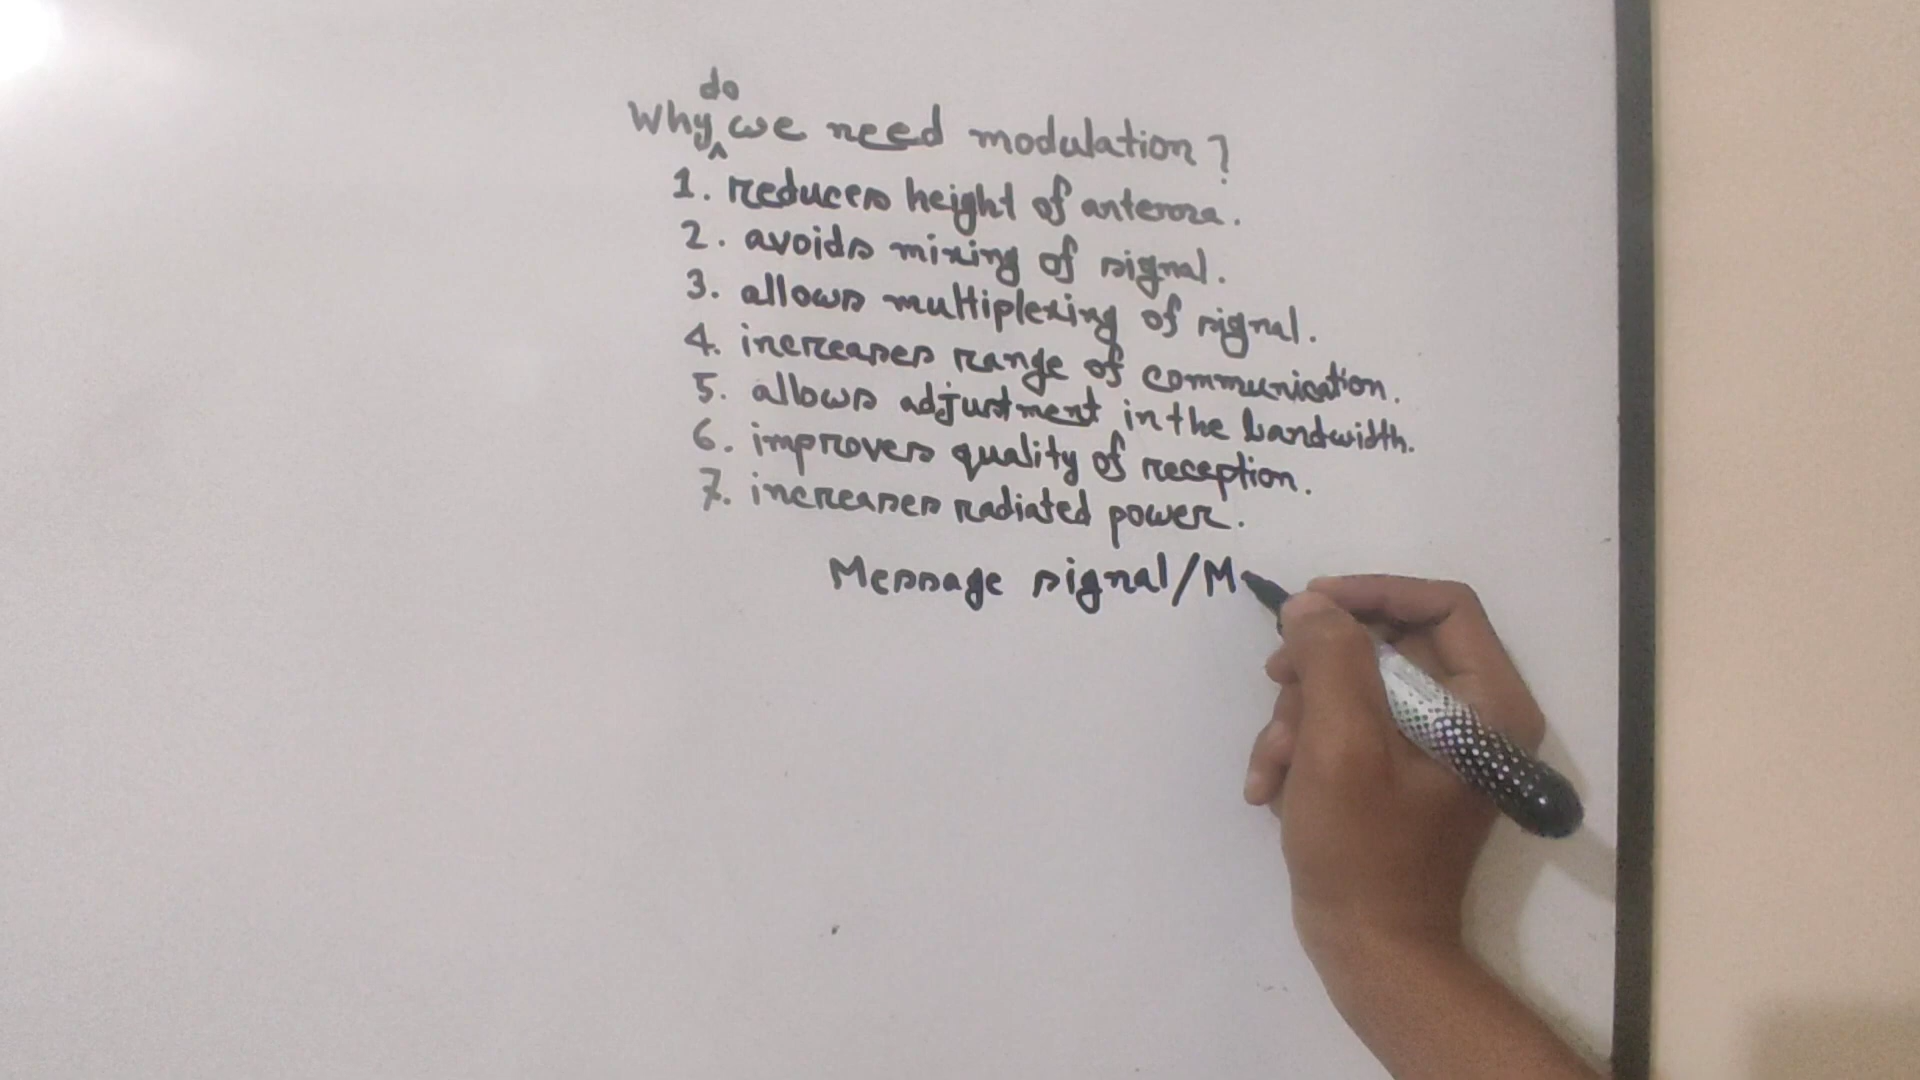 Why do we need modulation?
1. reduces height of antenna.
2. avoids mixing of signal.
3. allows multiplexing of signal.
4. increases range of communication.
5. allows adjustment in the bandwidth.
6. improves quality of reception.
7. increases radiated power.
Message signal/M